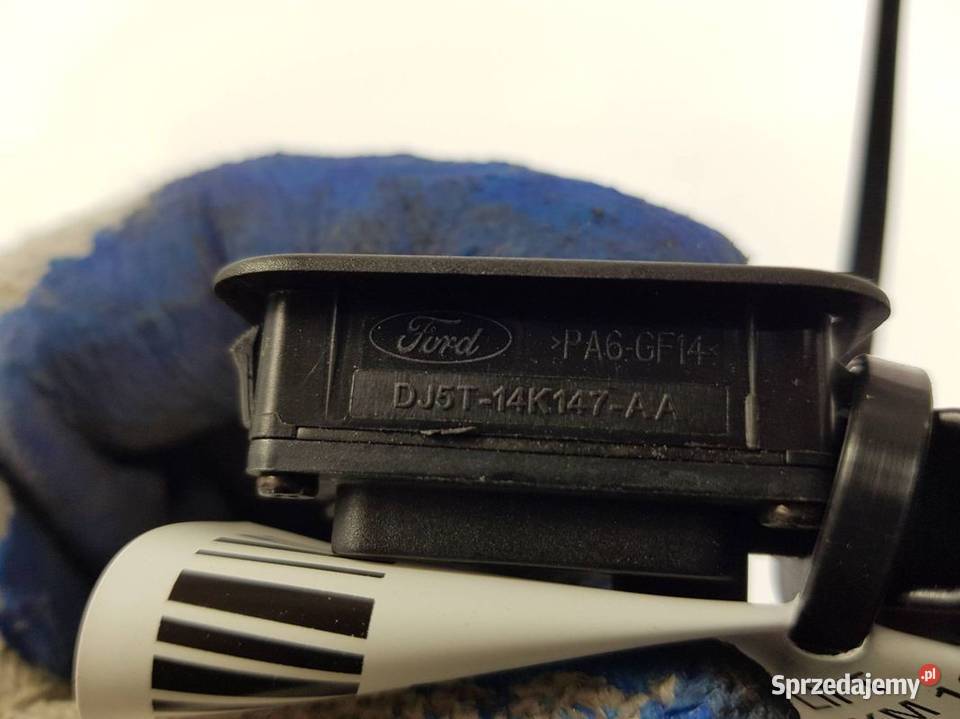 Ford >PA6-GF14<
DJ5T-14K147-AA
Sprzedajemy.pl